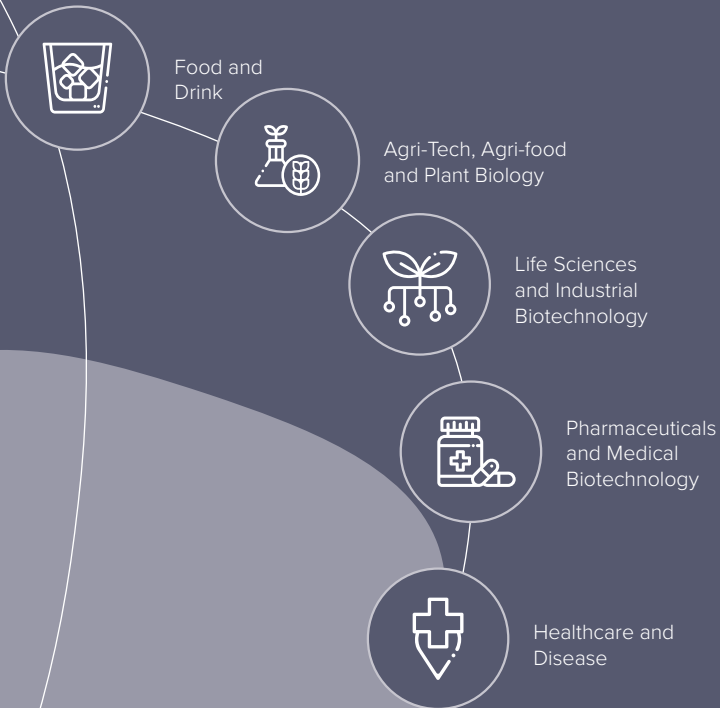 Food and
Drink
Agri-Tech, Agri-food
and Plant Biology
Life Sciences
and Industrial
Biotechnology
Pharmaceuticals
and Medical
Biotechnology
Healthcare and
Disease